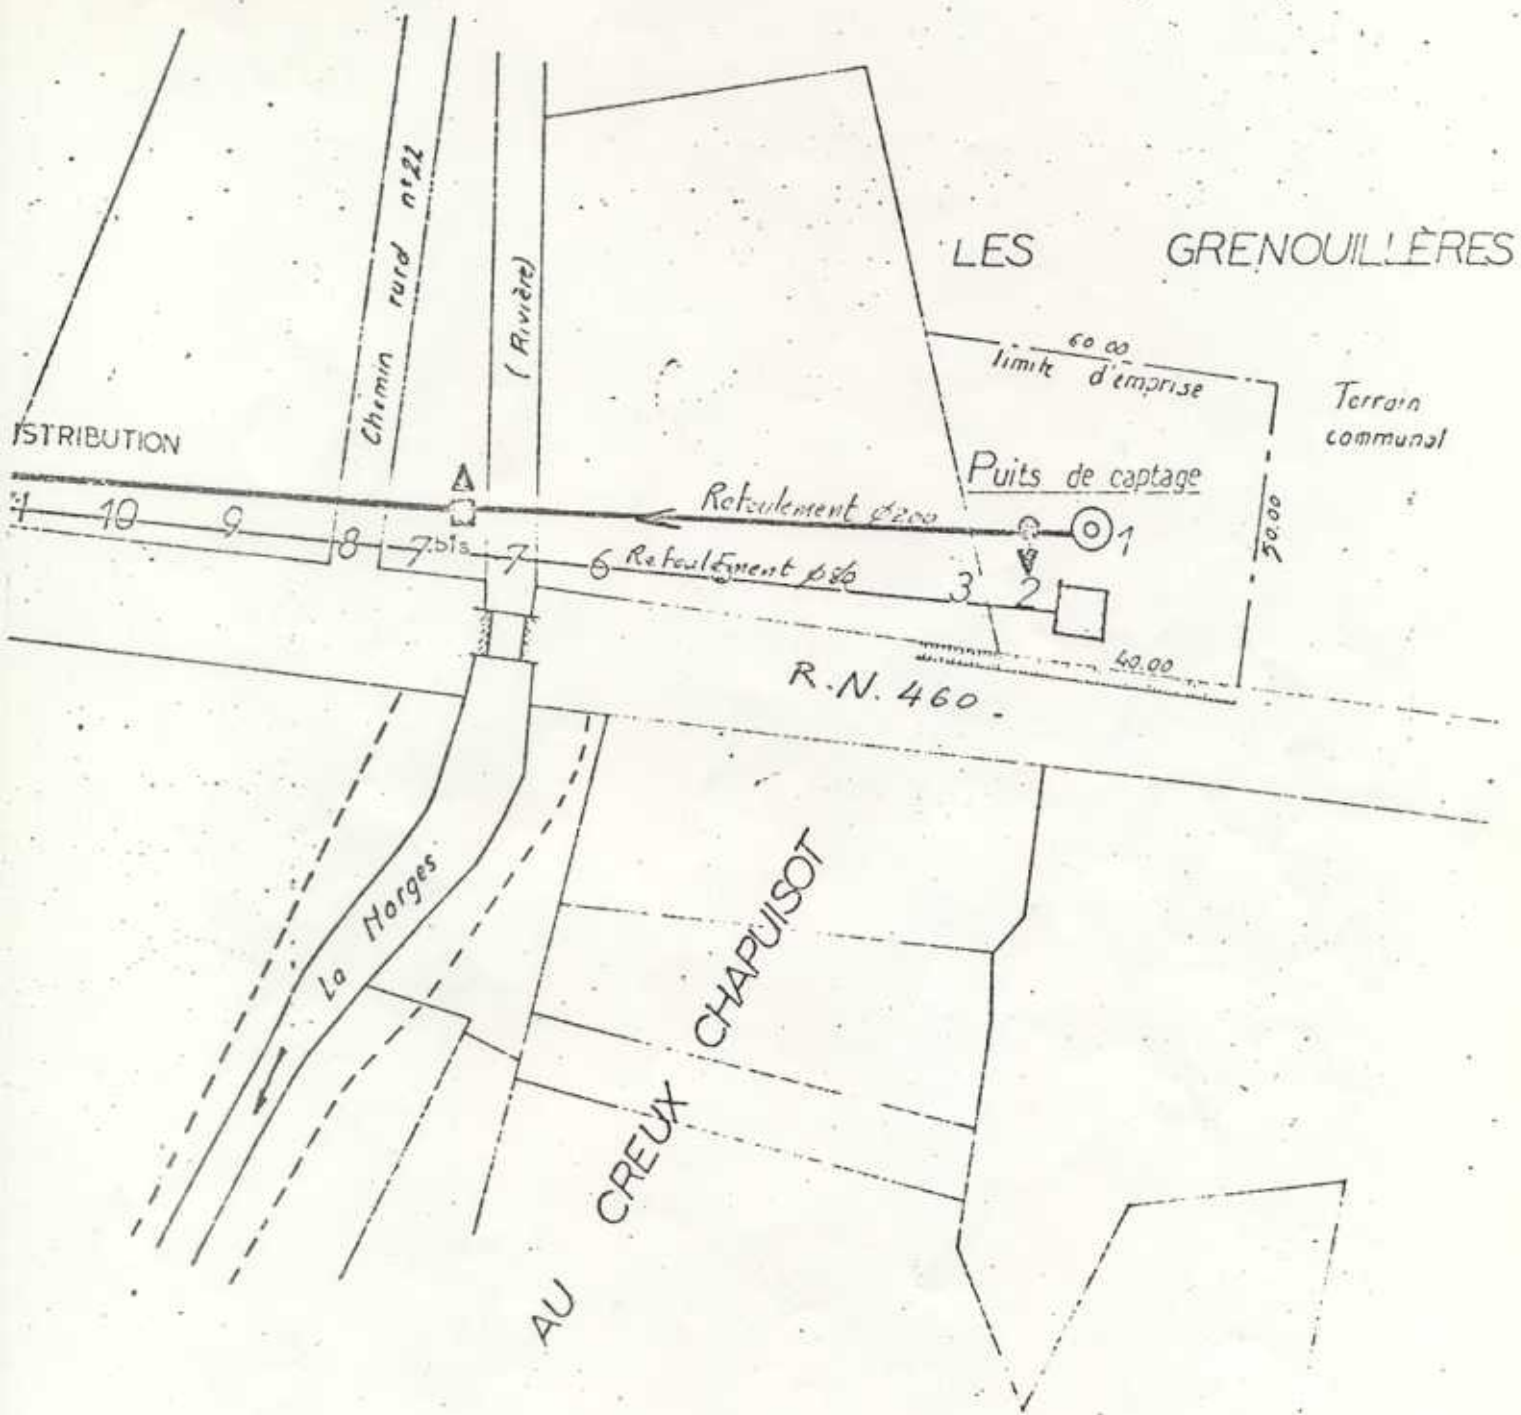 Chemin rural n°22
(Rivière)
LES GRENOUILLÈRES
60 00
limite d'emprise
Terrain
communal
ISTRIBUTION
Puits de captage
50.00
Refoulement ø200
1
1 10 9 8 7bis 7 6 Refoulement ø80 3 2
40.00
R.N. 460.
La Morges
AU CREUX CHAPUISOT